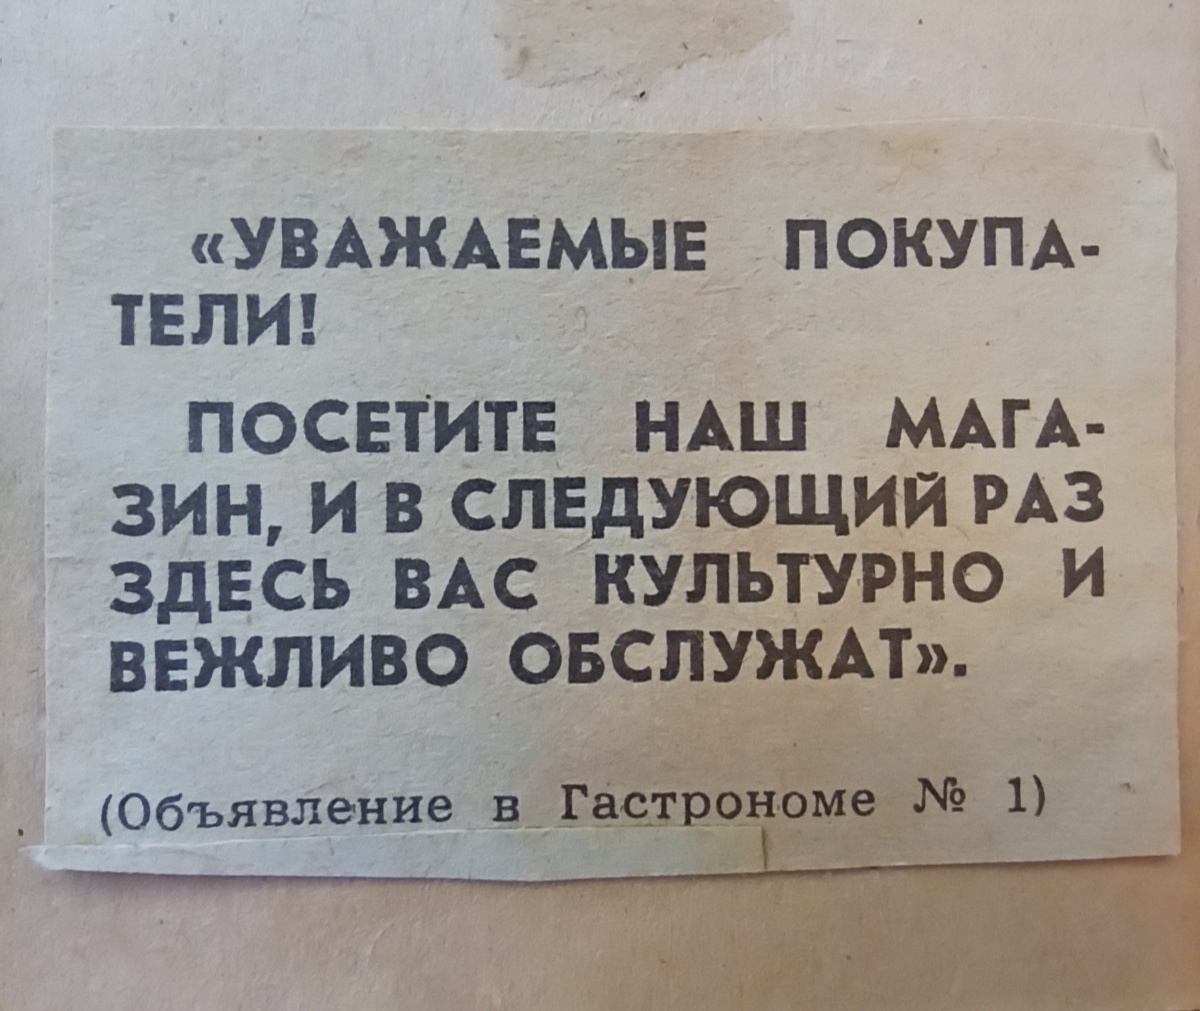 «УВАЖАЕМЫЕ ПОКУПА-
ТЕЛИ!
ПОСЕТИТЕ НАШ МАГА-
ЗИН, И В СЛЕДУЮЩИЙ РАЗ
ЗДЕСЬ ВАС КУЛЬТУРНО И
ВЕЖЛИВО ОБСЛУЖАТ».
(Объявление в Гастрономе № 1)